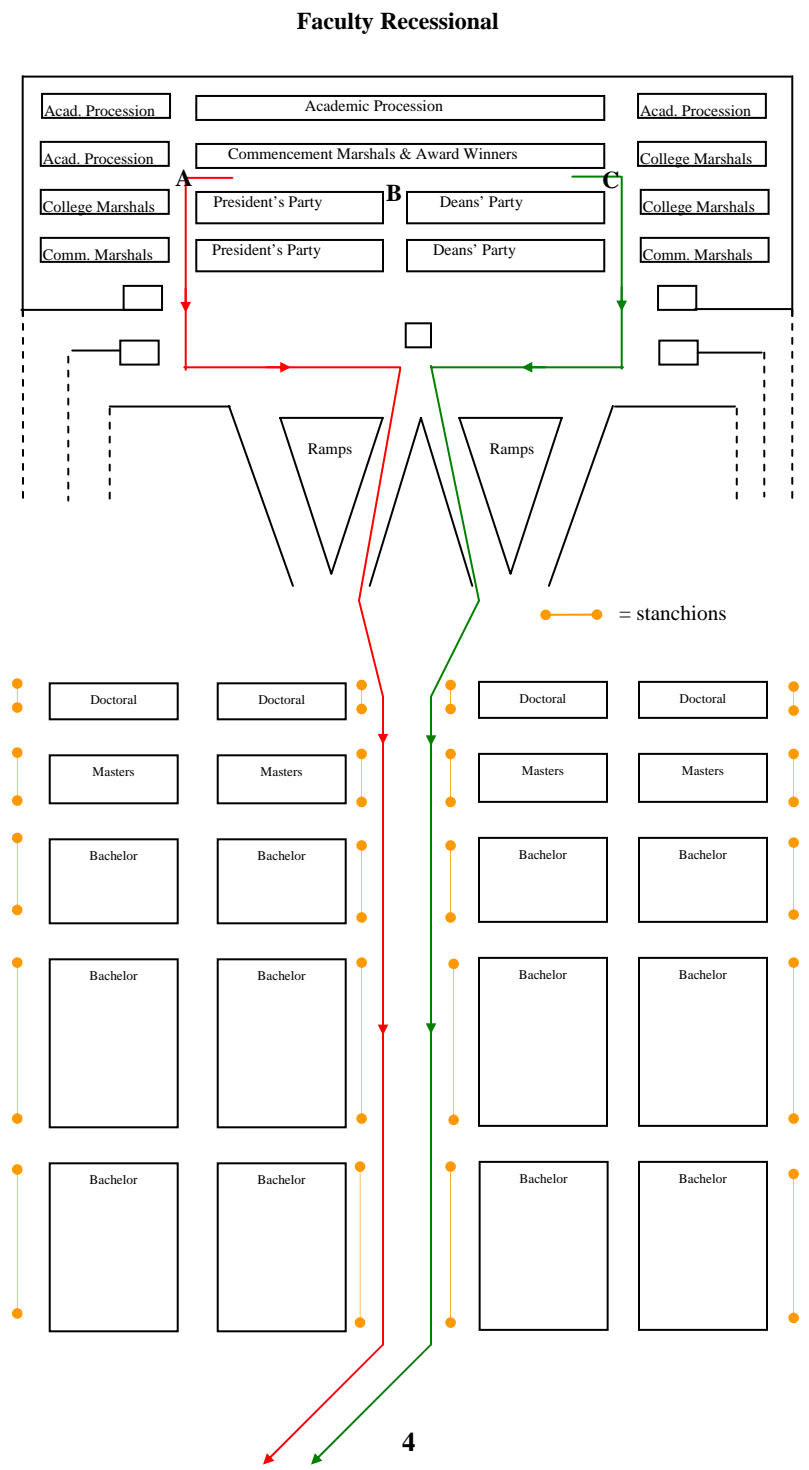 Faculty Recessional
Acad. Procession
Academic Procession
Acad. Procession
Acad. Procession
Commencement Marshals & Award Winners
College Marshals
A
B
C
College Marshals
President's Party
Deans' Party
College Marshals
Comm. Marshals
President's Party
Deans' Party
Comm. Marshals
Ramps
Ramps
= stanchions
Doctoral
Doctoral
Doctoral
Doctoral
Masters
Masters
Masters
Masters
Bachelor
Bachelor
Bachelor
Bachelor
Bachelor
Bachelor
Bachelor
Bachelor
Bachelor
Bachelor
Bachelor
Bachelor
4